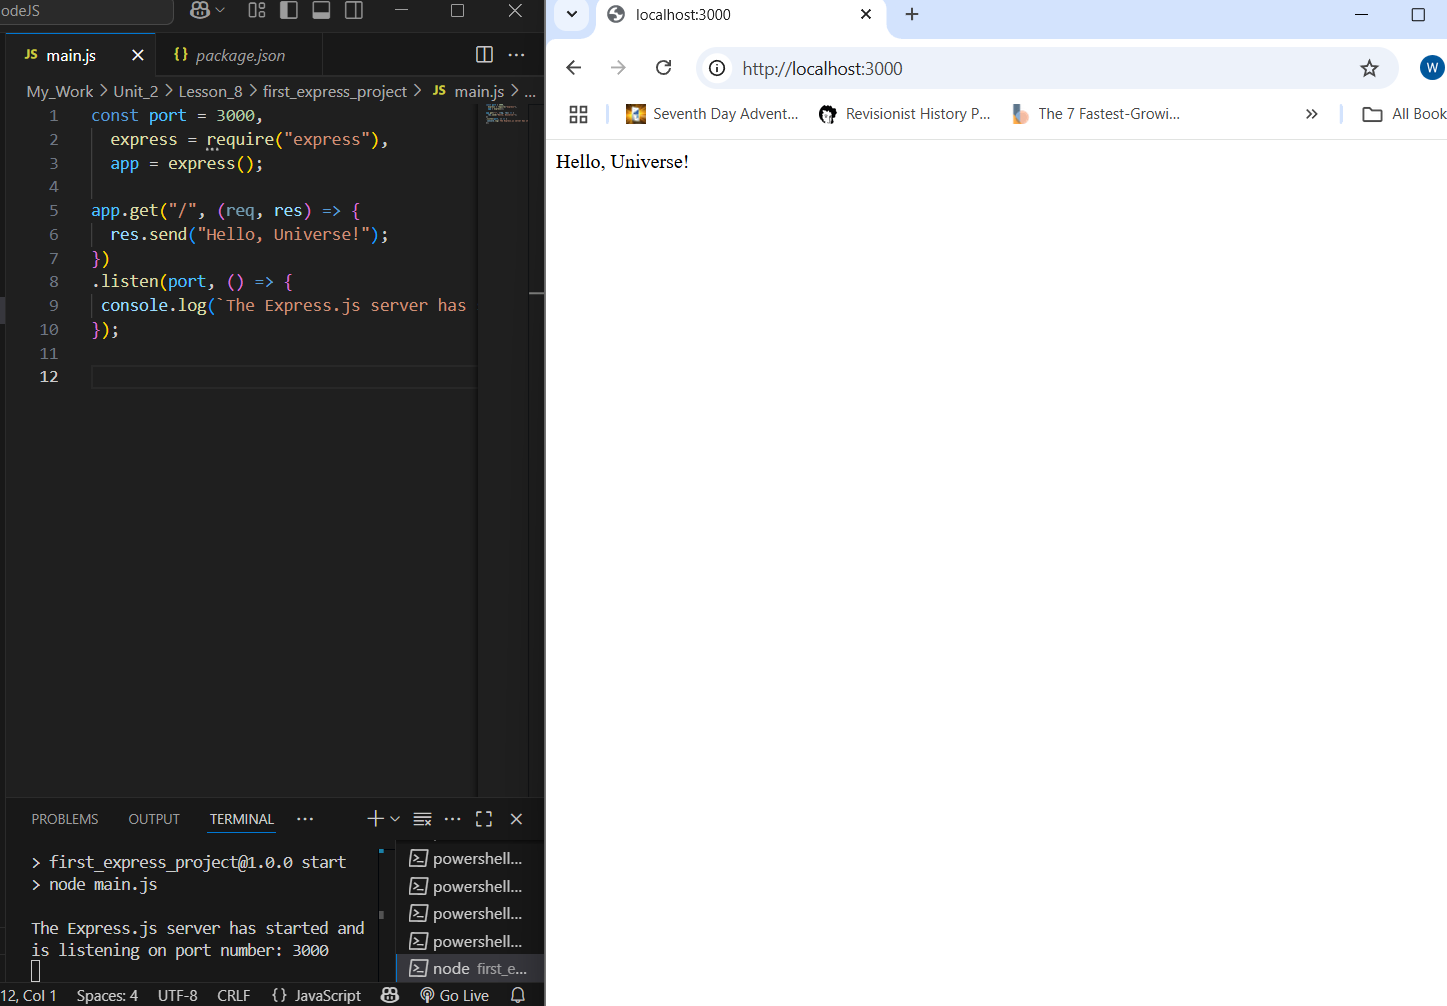 odeJS
JS main.js
{} package.json
My_Work > Unit_2 > Lesson_8 > first_express_project > JS main.js > ...
1 const port = 3000,
2 express = require("express"),
3 app = express();
4
5 app.get("/", (req, res) => {
6 res.send("Hello, Universe!");
7 })
8 .listen(port, () => {
9 console.log(`The Express.js server has
10 });
11
12
PROBLEMS OUTPUT TERMINAL ...
> first_express_project@1.0.0 start
> node main.js
The Express.js server has started and
is listening on port number: 3000
powershell...
powershell...
powershell...
powershell...
node first_e...
12, Col 1 Spaces: 4 UTF-8 CRLF {} JavaScript Go Live
localhost:3000
http://localhost:3000
W
Seventh Day Advent... Revisionist History P... The 7 Fastest-Growi... » All Book
Hello, Universe!